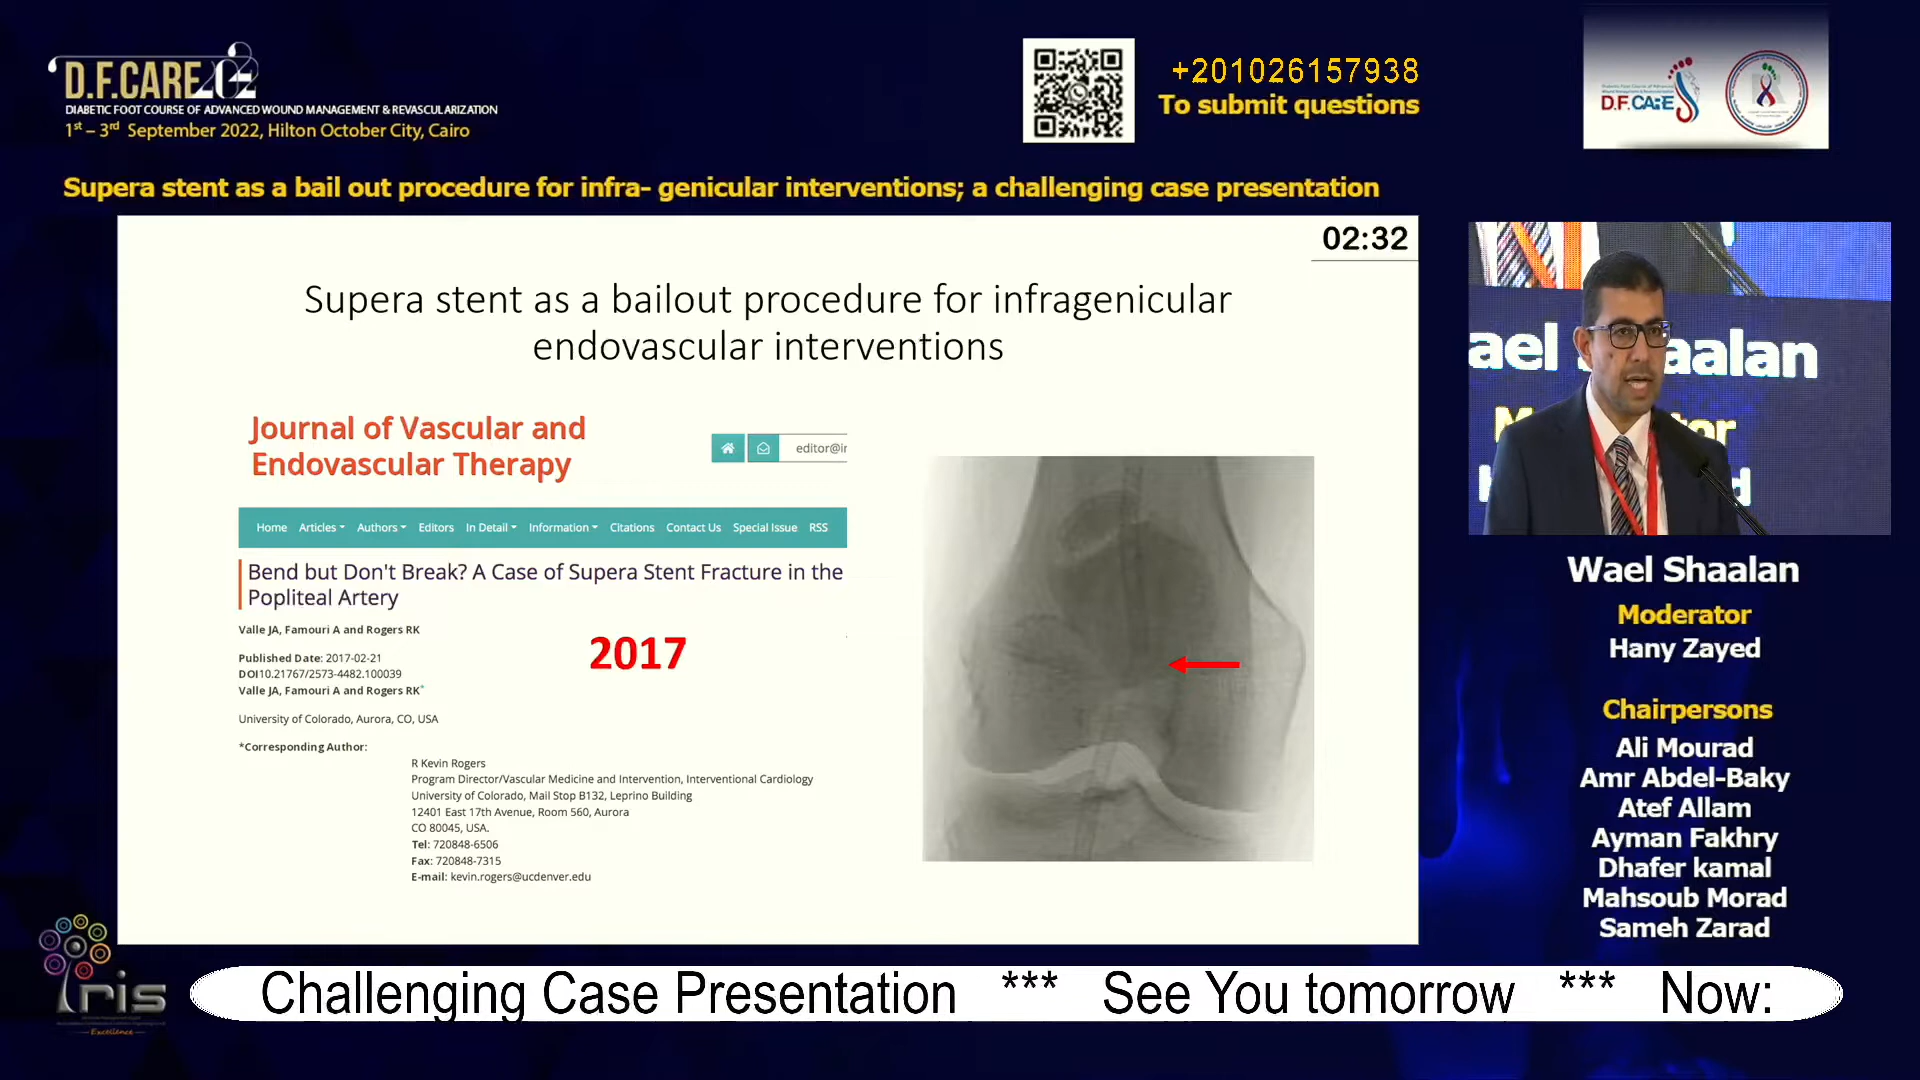 D.F.CARE
DIABETIC FOOT COURSE OF ADVANCED WOUND MANAGEMENT & REVASCULARIZATION
1st – 3rd September 2022, Hilton October City, Cairo
+201026157938
To submit questions
D.F.CARE
Supera stent as a bail out procedure for infra- genicular interventions; a challenging case presentation
02:32
Supera stent as a bailout procedure for infragenicular
endovascular interventions
Journal of Vascular and
Endovascular Therapy
editor@i
Home Articles Authors Editors In Detail Information Citations Contact Us Special Issue RSS
Bend but Don't Break? A Case of Supera Stent Fracture in the
Popliteal Artery
Valle JA, Famouri A and Rogers RK
2017
Published Date: 2017-02-21
DOI10.21767/2573-4482.100039
Valle JA, Famouri A and Rogers RK*
University of Colorado, Aurora, CO, USA
*Corresponding Author:
R Kevin Rogers
Program Director/Vascular Medicine and Intervention, Interventional Cardiology
University of Colorado, Mail Stop B132, Leprino Building
12401 East 17th Avenue, Room 560, Aurora
CO 80045, USA.
Tel: 720848-6506
Fax: 720848-7315
E-mail: kevin.rogers@ucdenver.edu
ael Shaalan
Wael Shaalan
Moderator
Hany Zayed
Chairpersons
Ali Mourad
Amr Abdel-Baky
Atef Allam
Ayman Fakhry
Dhafer kamal
Mahsoub Morad
Sameh Zarad
Iris
Excellence
Challenging Case Presentation *** See You tomorrow *** Now: